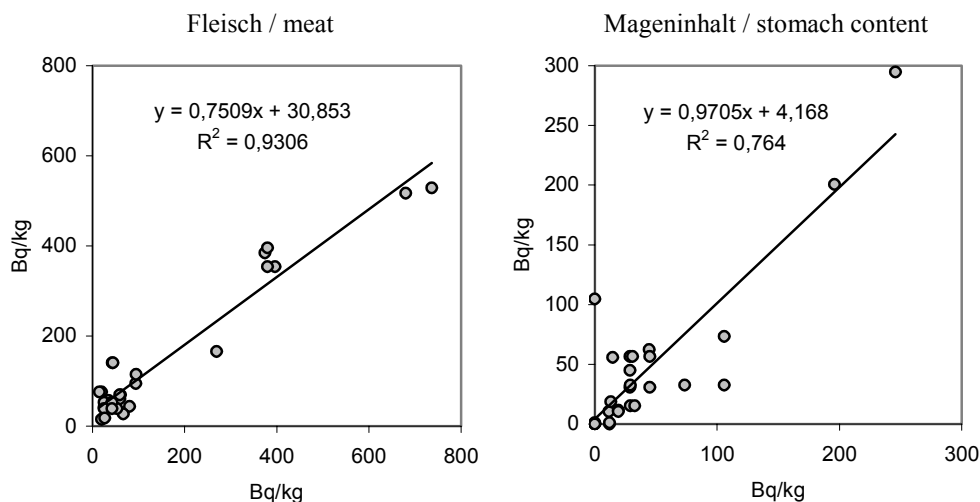 Fleisch / meat
800
600
400
200
0
Bq/kg
y = 0,7509x + 30,853
R² = 0,9306
0 200 400 600 800
Bq/kg
Mageninhalt / stomach content
300
250
200
150
100
50
0
Bq/kg
y = 0,9705x + 4,168
R² = 0,764
0 100 200 300
Bq/kg